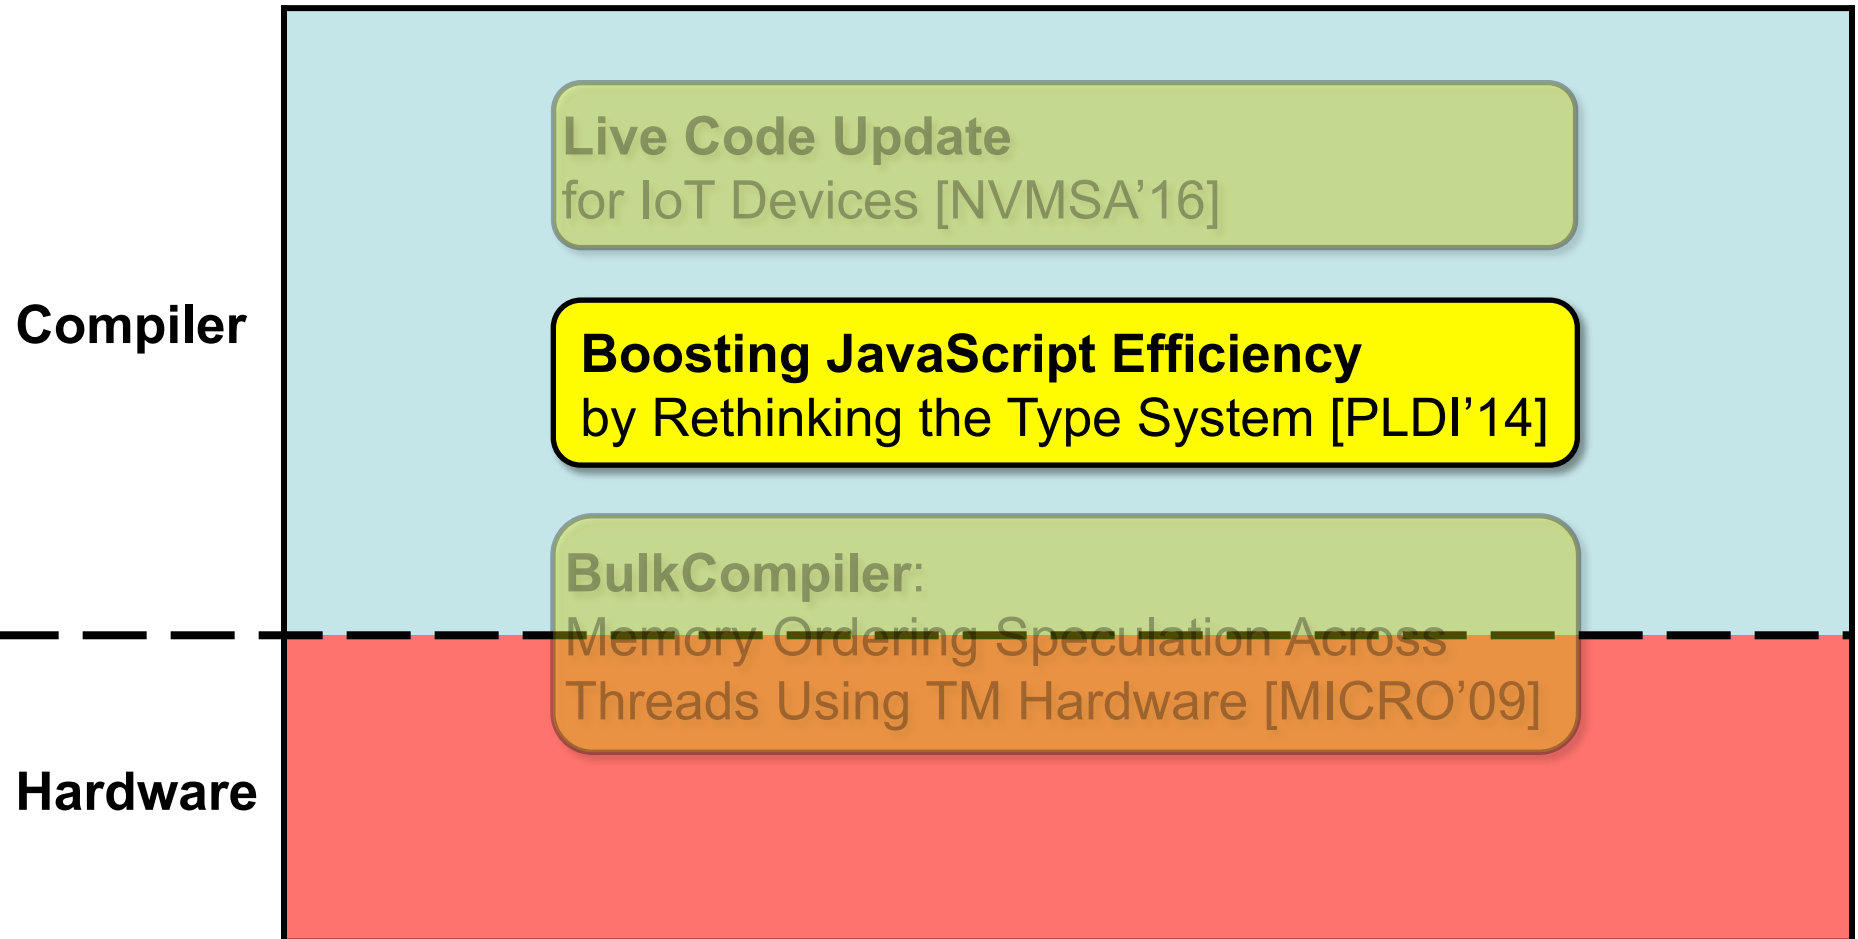 Live Code Update
for IoT Devices [NVMSA’16]
Compiler
Boosting JavaScript Efficiency
by Rethinking the Type System [PLDI’14]
BulkCompiler:
Memory Ordering Speculation Across
Threads Using TM Hardware [MICRO’09]
Hardware